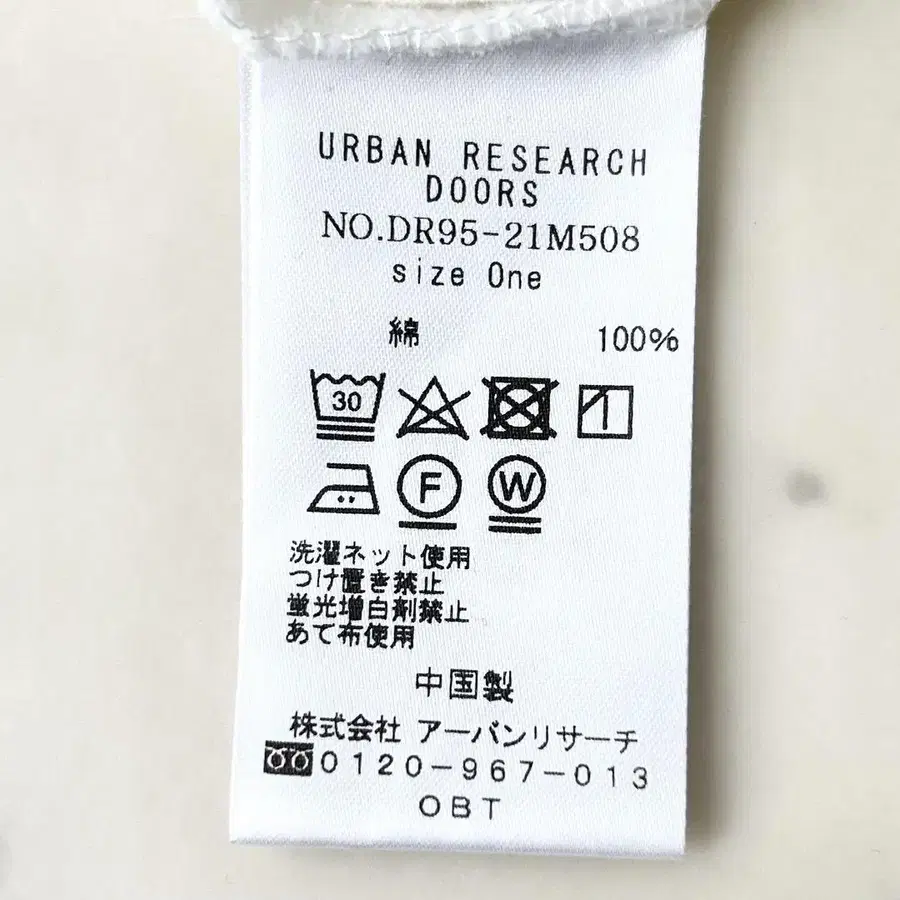 URBAN RESEARCH
DOORS
NO.DR95-21M508
size One
綿 100%
30
F W
洗濯ネット使用
つけ置き禁止
蛍光増白剤禁止
あて布使用
中国製
株式会社 アーバンリサーチ
0120-967-013
OBT